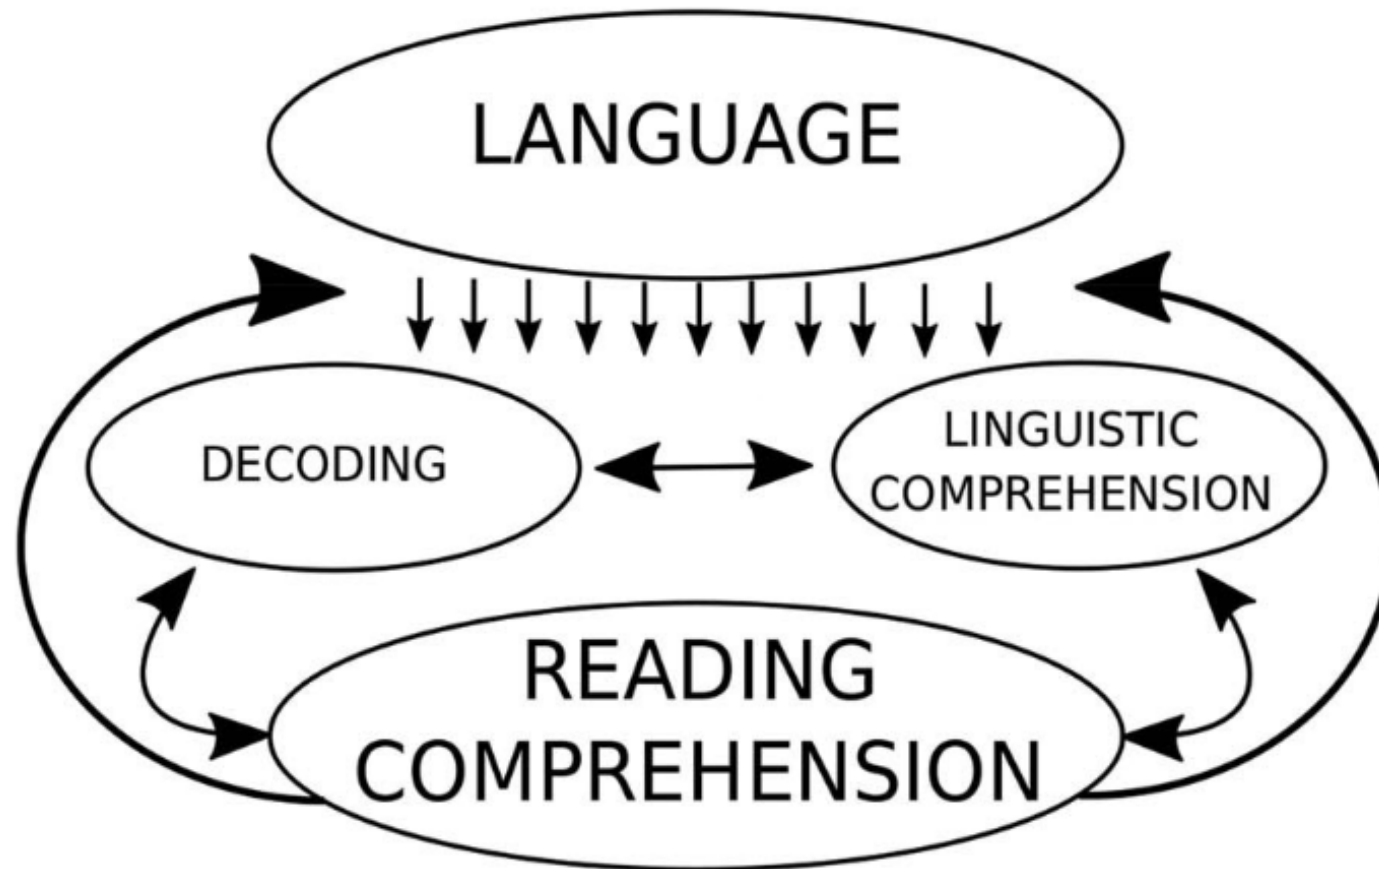 LANGUAGE
DECODING
LINGUISTIC
COMPREHENSION
READING
COMPREHENSION